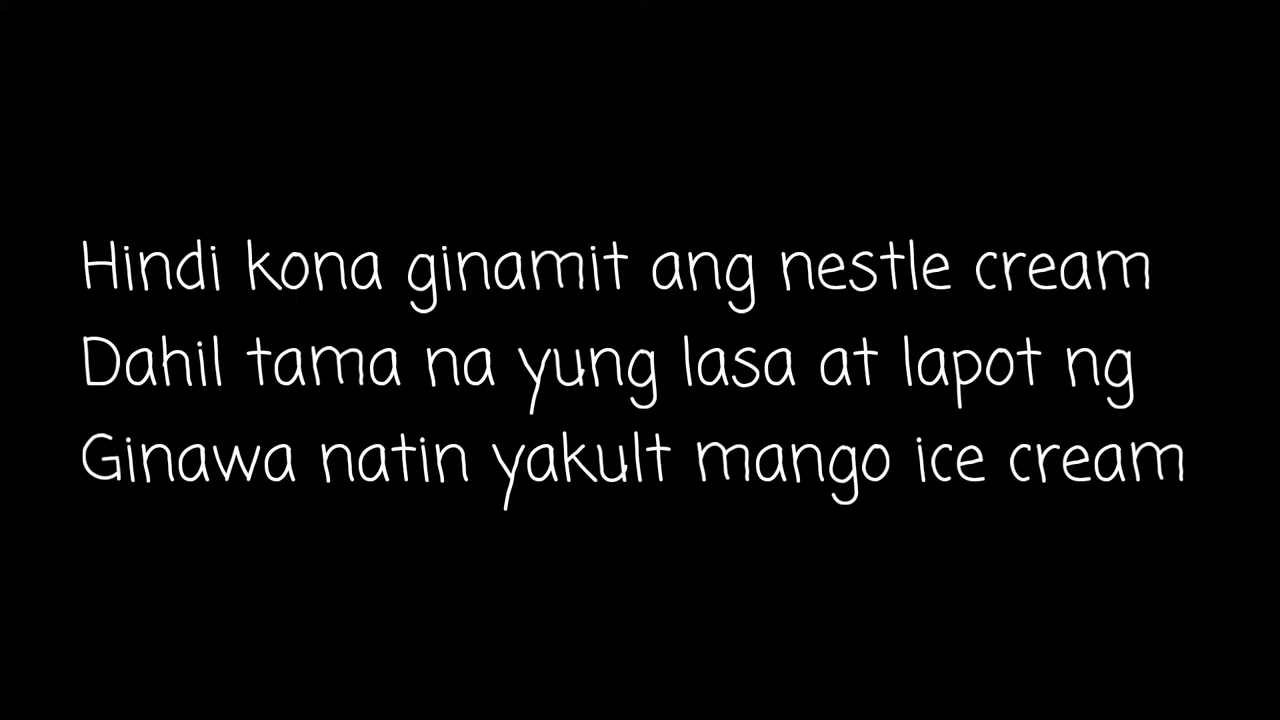 Hindi kona ginamit ang nestle cream
Dahil tama na yung lasa at lapot ng
Ginawa natin yakult mango ice cream